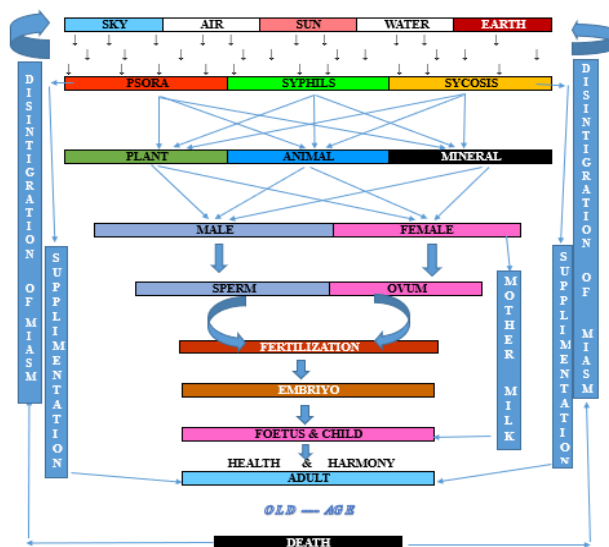 SKY AIR SUN WATER EARTH
PSORA SYPHILS SYCOSIS
PLANT ANIMAL MINERAL
MALE FEMALE
SPERM OVUM
FERTILIZATION
EMBRIYO
FOETUS & CHILD
HEALTH & HARMONY
ADULT
OLD ---- AGE
DEATH
DISINTIGRATION OF MIASM
SUPPLIMENTATION
MOTHER MILK
SUPPLIMENTATION
DISINTIGRATION OF MIASM